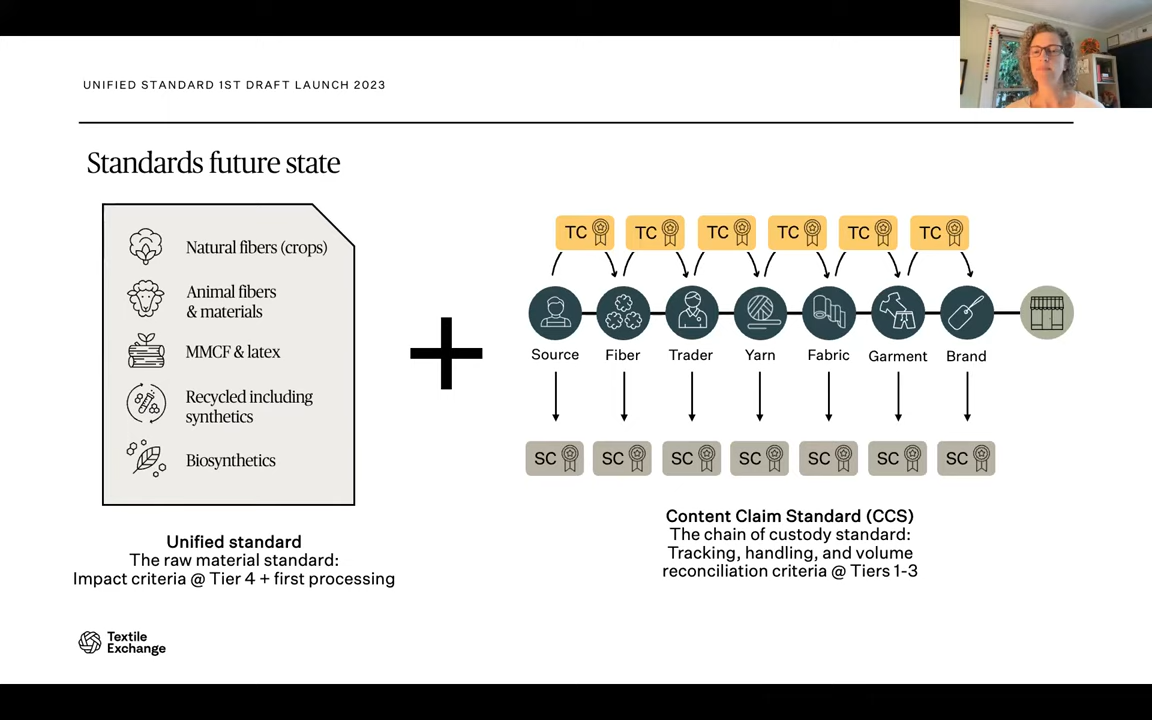 UNIFIED STANDARD 1ST DRAFT LAUNCH 2023
Standards future state
Natural fibers (crops)
Animal fibers
& materials
MMCF & latex
Recycled including
synthetics
Biosynthetics
Unified standard
The raw material standard:
Impact criteria @ Tier 4 + first processing
TC TC TC TC TC TC
Source Fiber Trader Yarn Fabric Garment Brand
SC SC SC SC SC SC SC
Content Claim Standard (CCS)
The chain of custody standard:
Tracking, handling, and volume
reconciliation criteria @ Tiers 1-3
Textile
Exchange